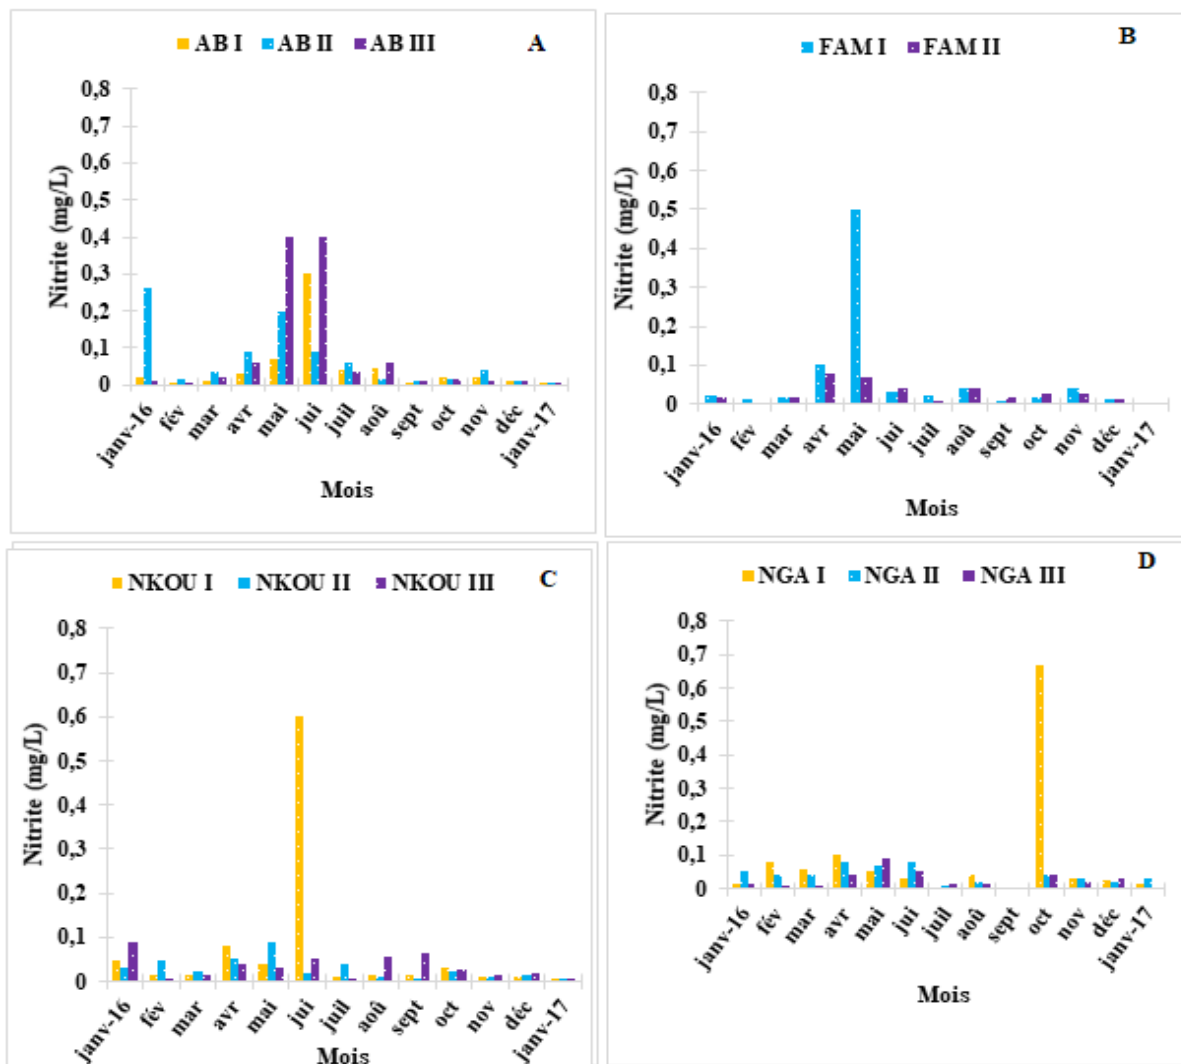 AB I AB II AB III A
0,8
0,7
0,6
0,5
0,4
0,3
0,2
0,1
0
Nitrite (mg/L)
janv-16 fév mar avr mai jui juil aoû sept oct nov déc janv-17
Mois
FAM I FAM II B
0,8
0,7
0,6
0,5
0,4
0,3
0,2
0,1
0
Nitrite (mg/L)
janv-16 fév mar avr mai jui juil aoû sept oct nov déc janv-17
Mois
NKOU I NKOU II NKOU III C
0,8
0,7
0,6
0,5
0,4
0,3
0,2
0,1
0
Nitrite (mg/L)
janv-16 fév mar avr mai jui juil aoû sept oct nov déc janv-17
Mois
NGA I NGA II NGA III D
0,8
0,7
0,6
0,5
0,4
0,3
0,2
0,1
0
Nitrite (mg/L)
janv-16 fév mar avr mai jui juil aoû sept oct nov déc janv-17
Mois